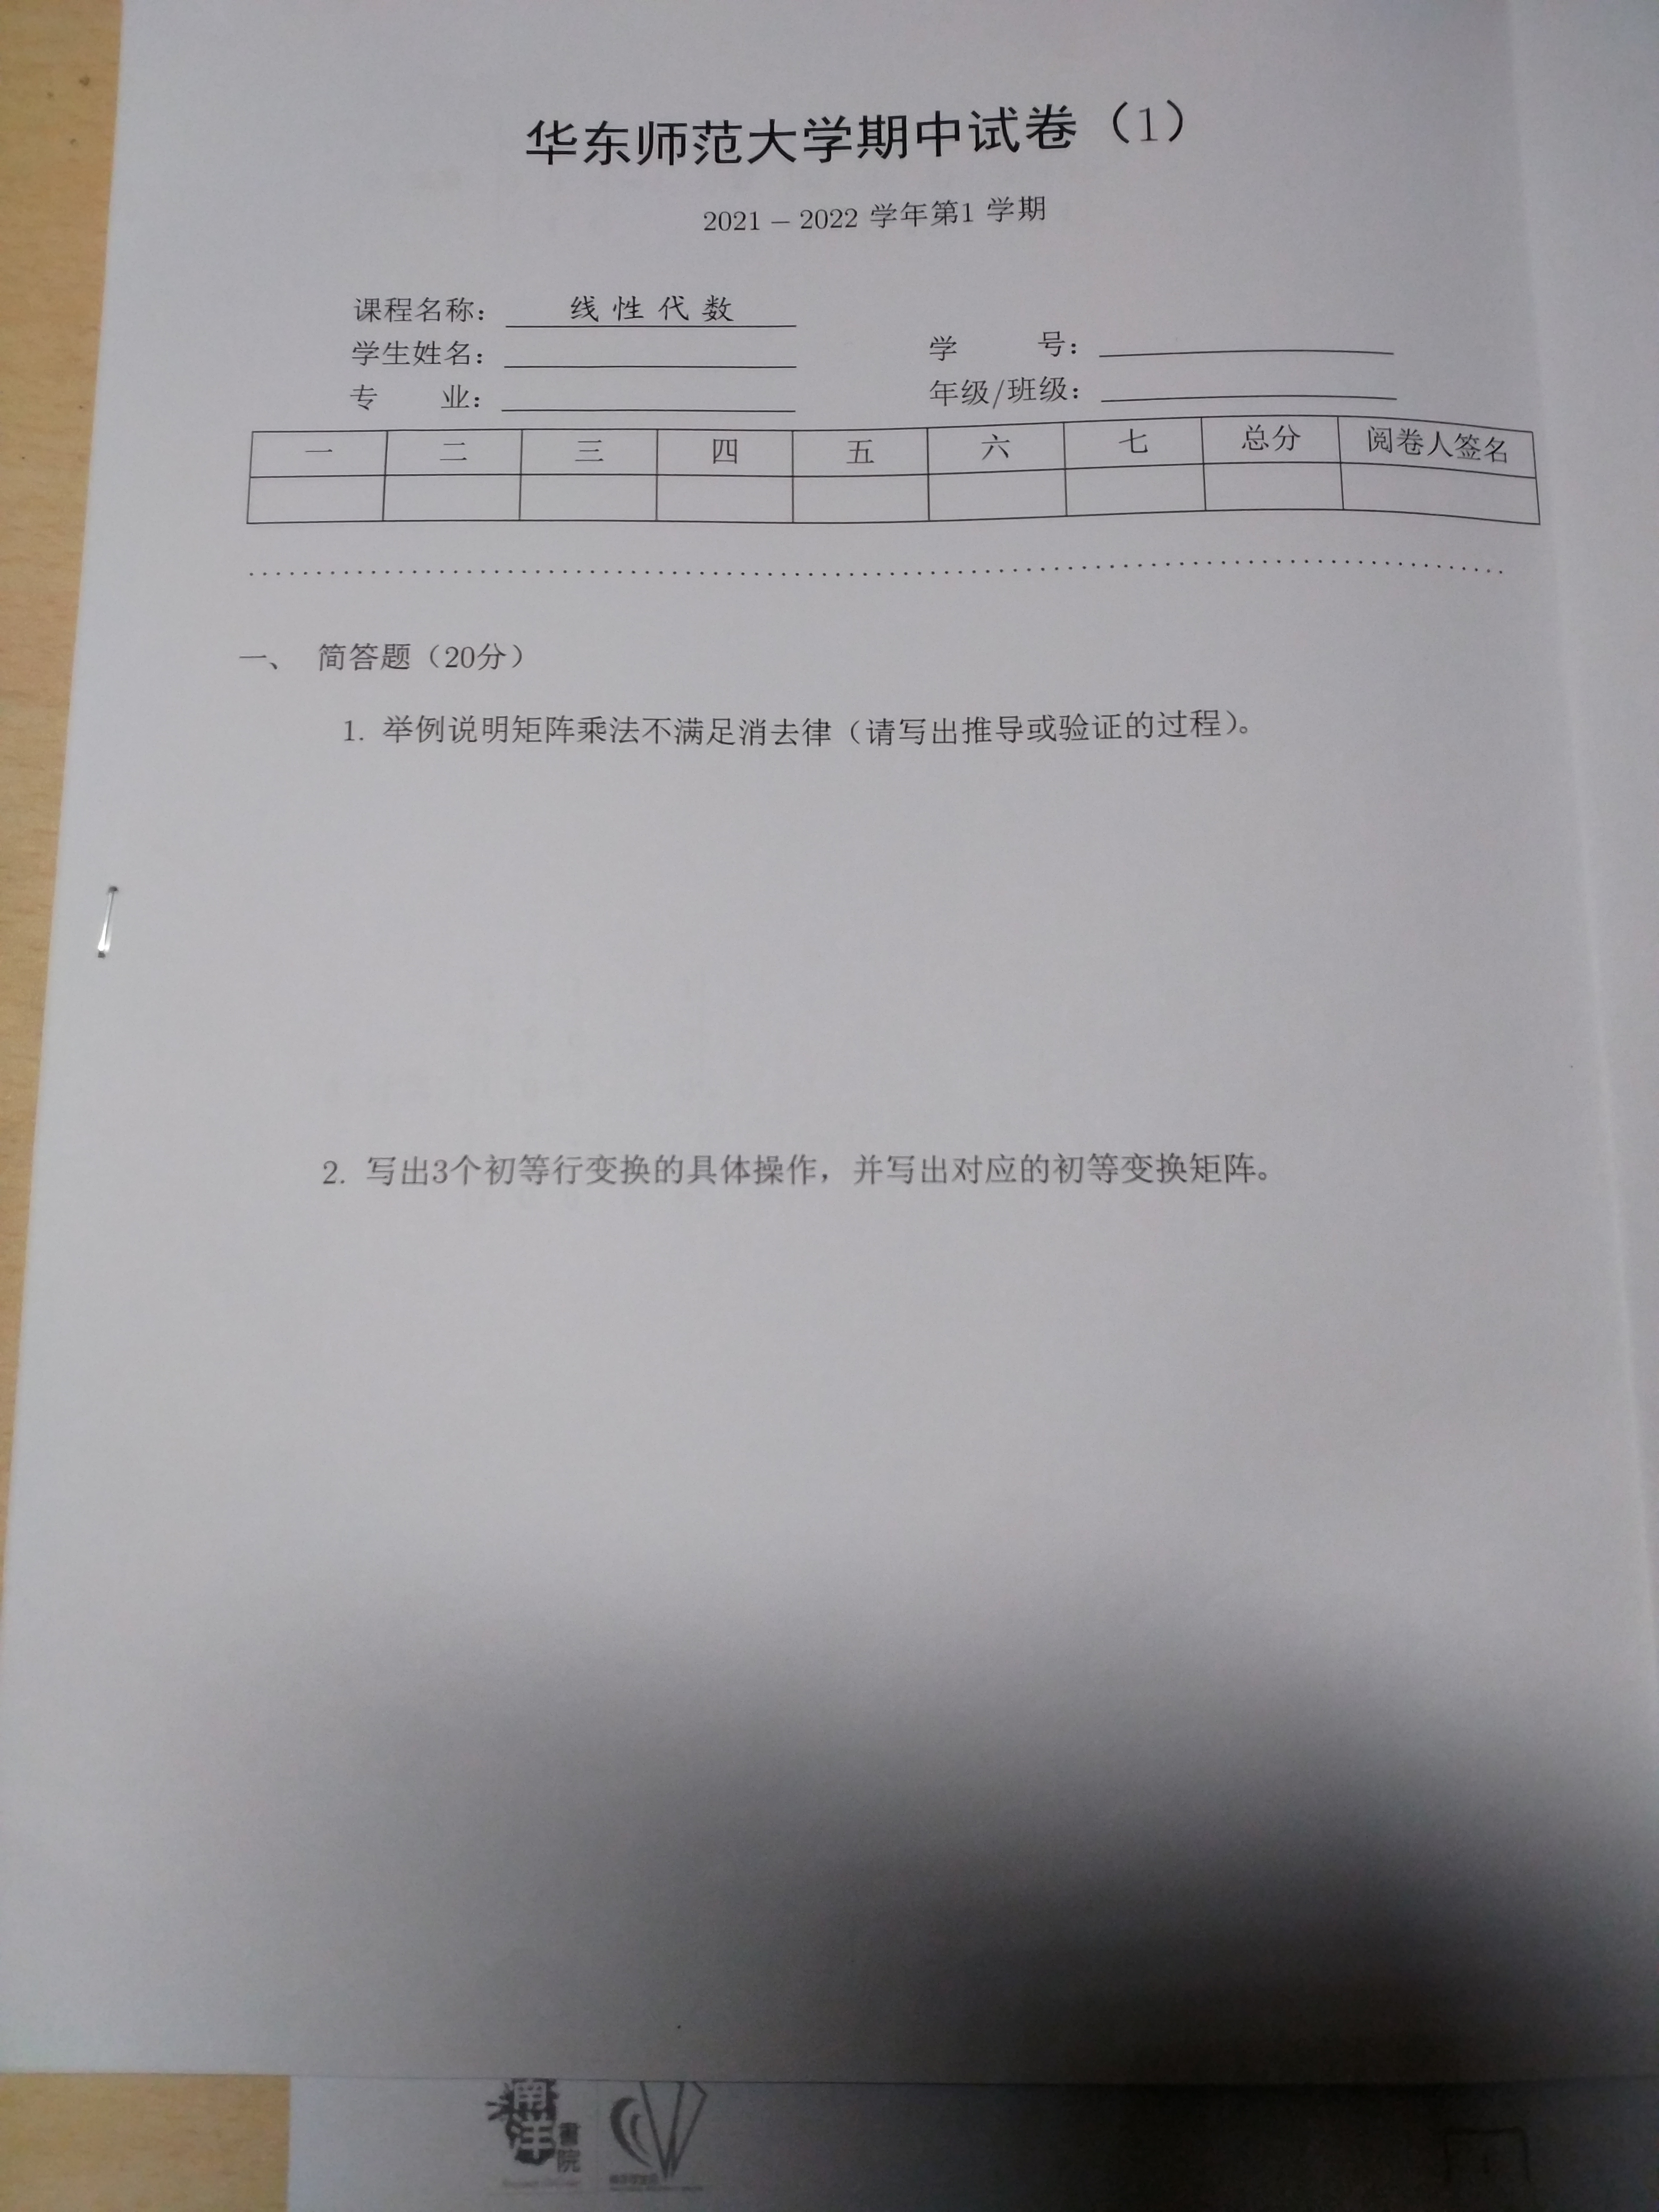 华东师范大学期中试卷（1）
2021 – 2022 学年第1 学期
课程名称： 线 性 代 数
学生姓名： 学 号：
专 业： 年级/班级：
一 二 三 四 五 六 七 总分 阅卷人签名
一、 简答题（20分）
1. 举例说明矩阵乘法不满足消去律（请写出推导或验证的过程）。
2. 写出3个初等行变换的具体操作，并写出对应的初等变换矩阵。
南洋書院